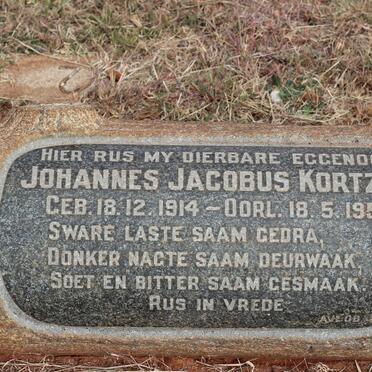 HIER RUS MY DIERBARE EGGENO
JOHANNES JACOBUS KORTZ
GEB. 18.12.1914 – OORL. 18.5.195
SWARE LASTE SAAM GEDRA,
DONKER NAGTE SAAM DEURWAAK,
SOET EN BITTER SAAM GESMAAK.
RUS IN VREDE